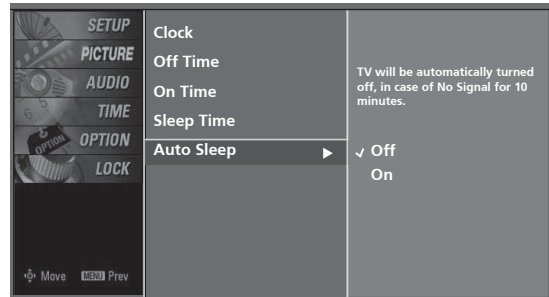 SETUP
PICTURE
AUDIO
TIME
OPTION
OPTION
LOCK
Move MENU Prev
Clock
Off Time
On Time
Sleep Time
Auto Sleep
TV will be automatically turned
off, in case of No Signal for 10
minutes.
Off
On